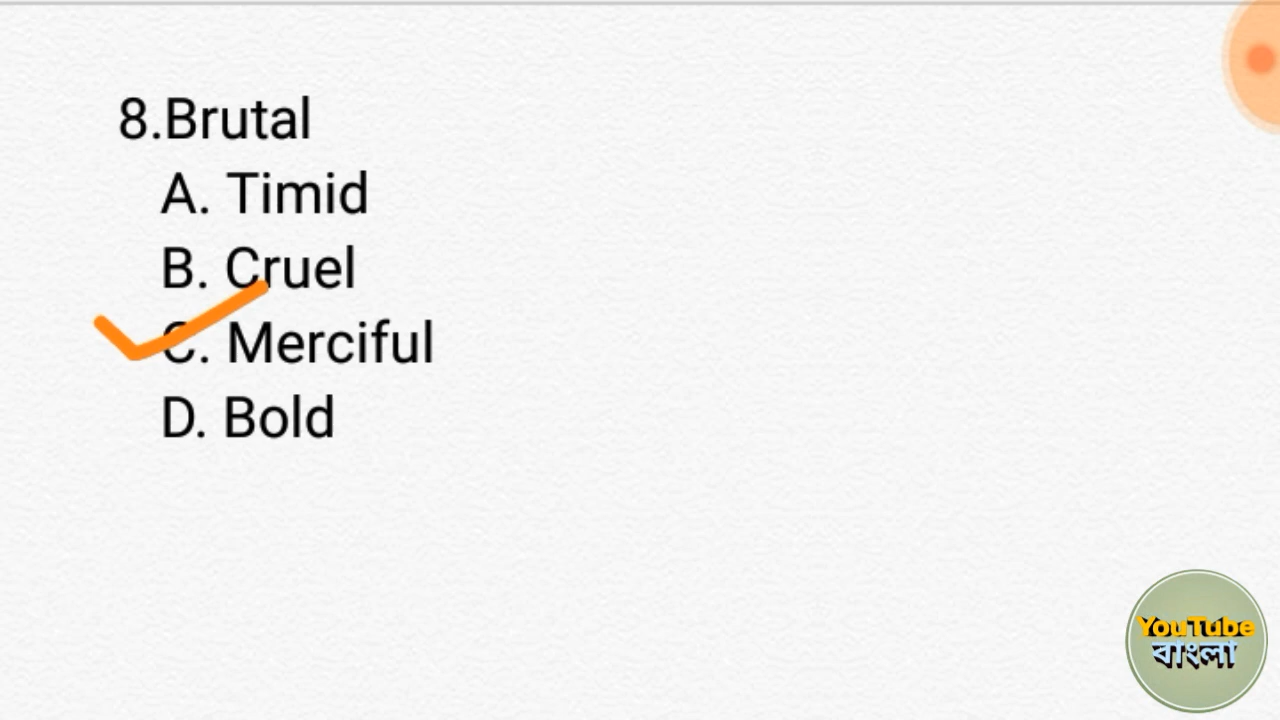 8.Brutal
A. Timid
B. Cruel
C. Merciful
D. Bold
YouTube
বাংলা